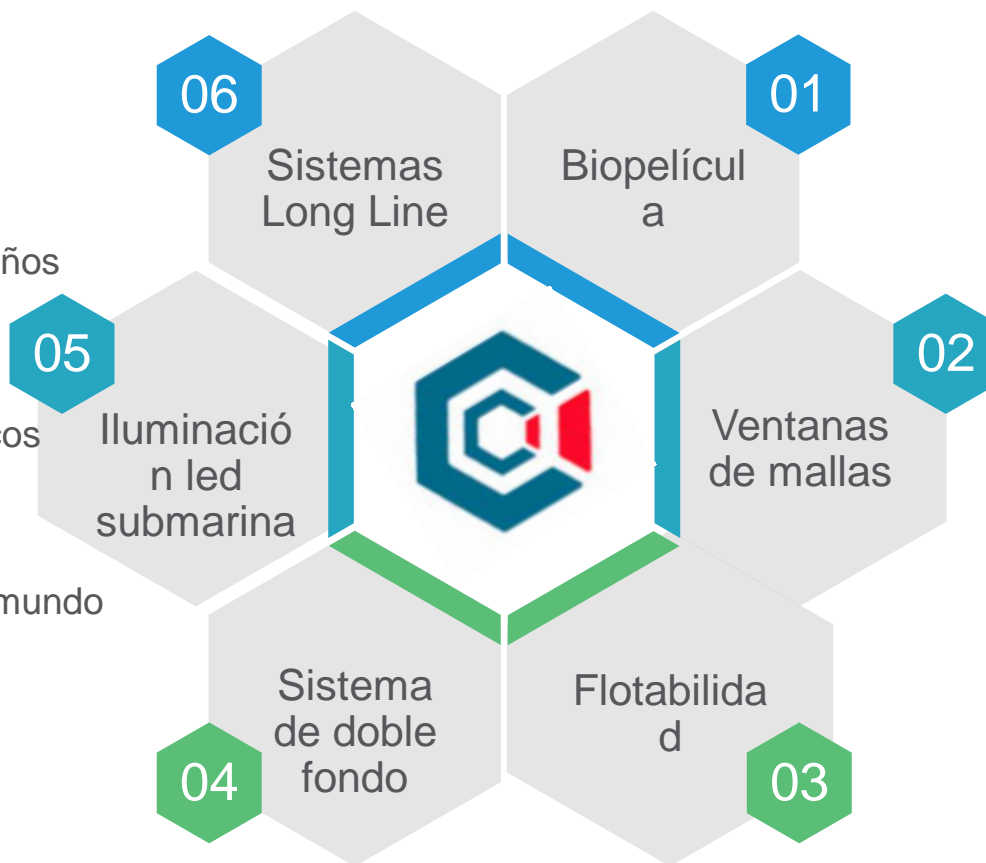 06
Sistemas
Long Line
01
Biopelícul
a
ños
05
Iluminació
n led
submarina
cos
02
Ventanas
de mallas
mundo
04
Sistema
de doble
fondo
03
Flotabilida
d